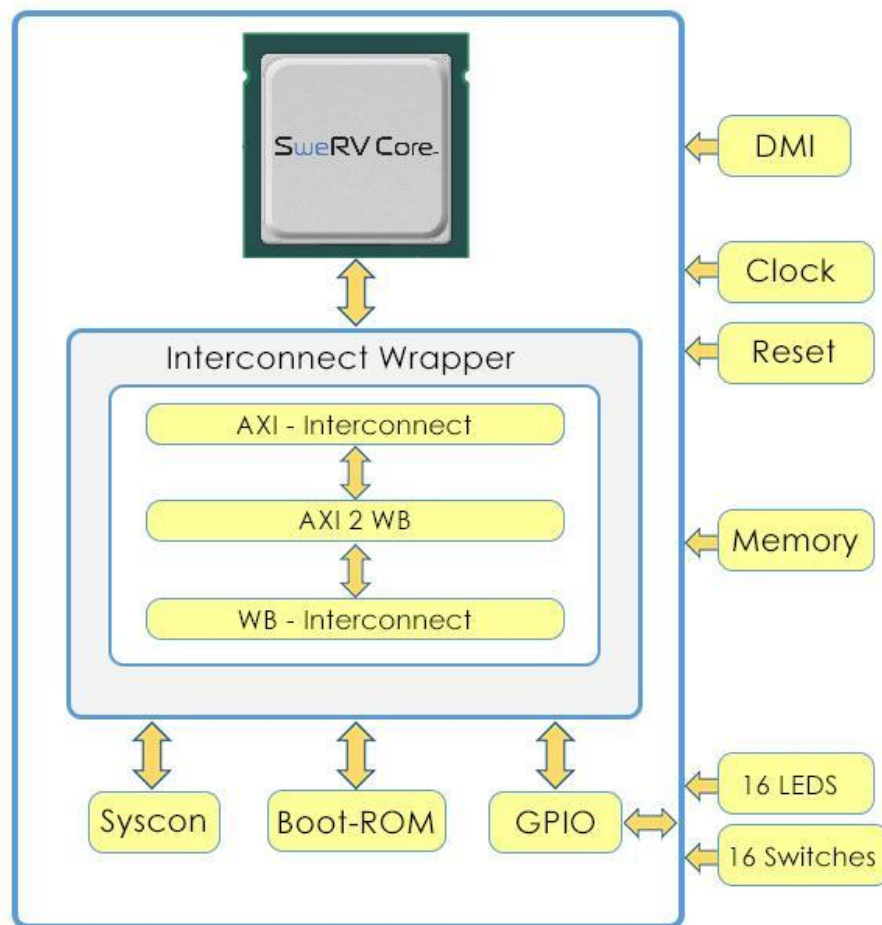 SweRV Core™
DMI
Clock
Reset
Interconnect Wrapper
AXI - Interconnect
AXI 2 WB
WB - Interconnect
Memory
Syscon
Boot-ROM
GPIO
16 LEDS
16 Switches